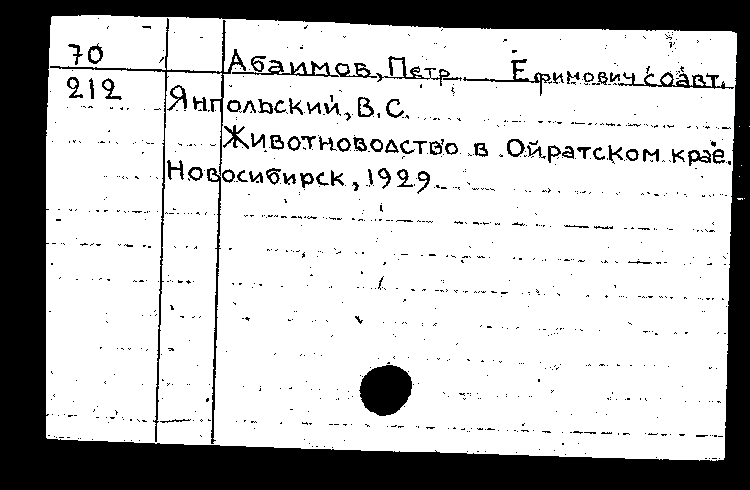 70 Абаимов, Петр Ефимович соавт.
212 Янпольский, В.С.
Животноводство в Ойратском крае.
Новосибирск, 1929.